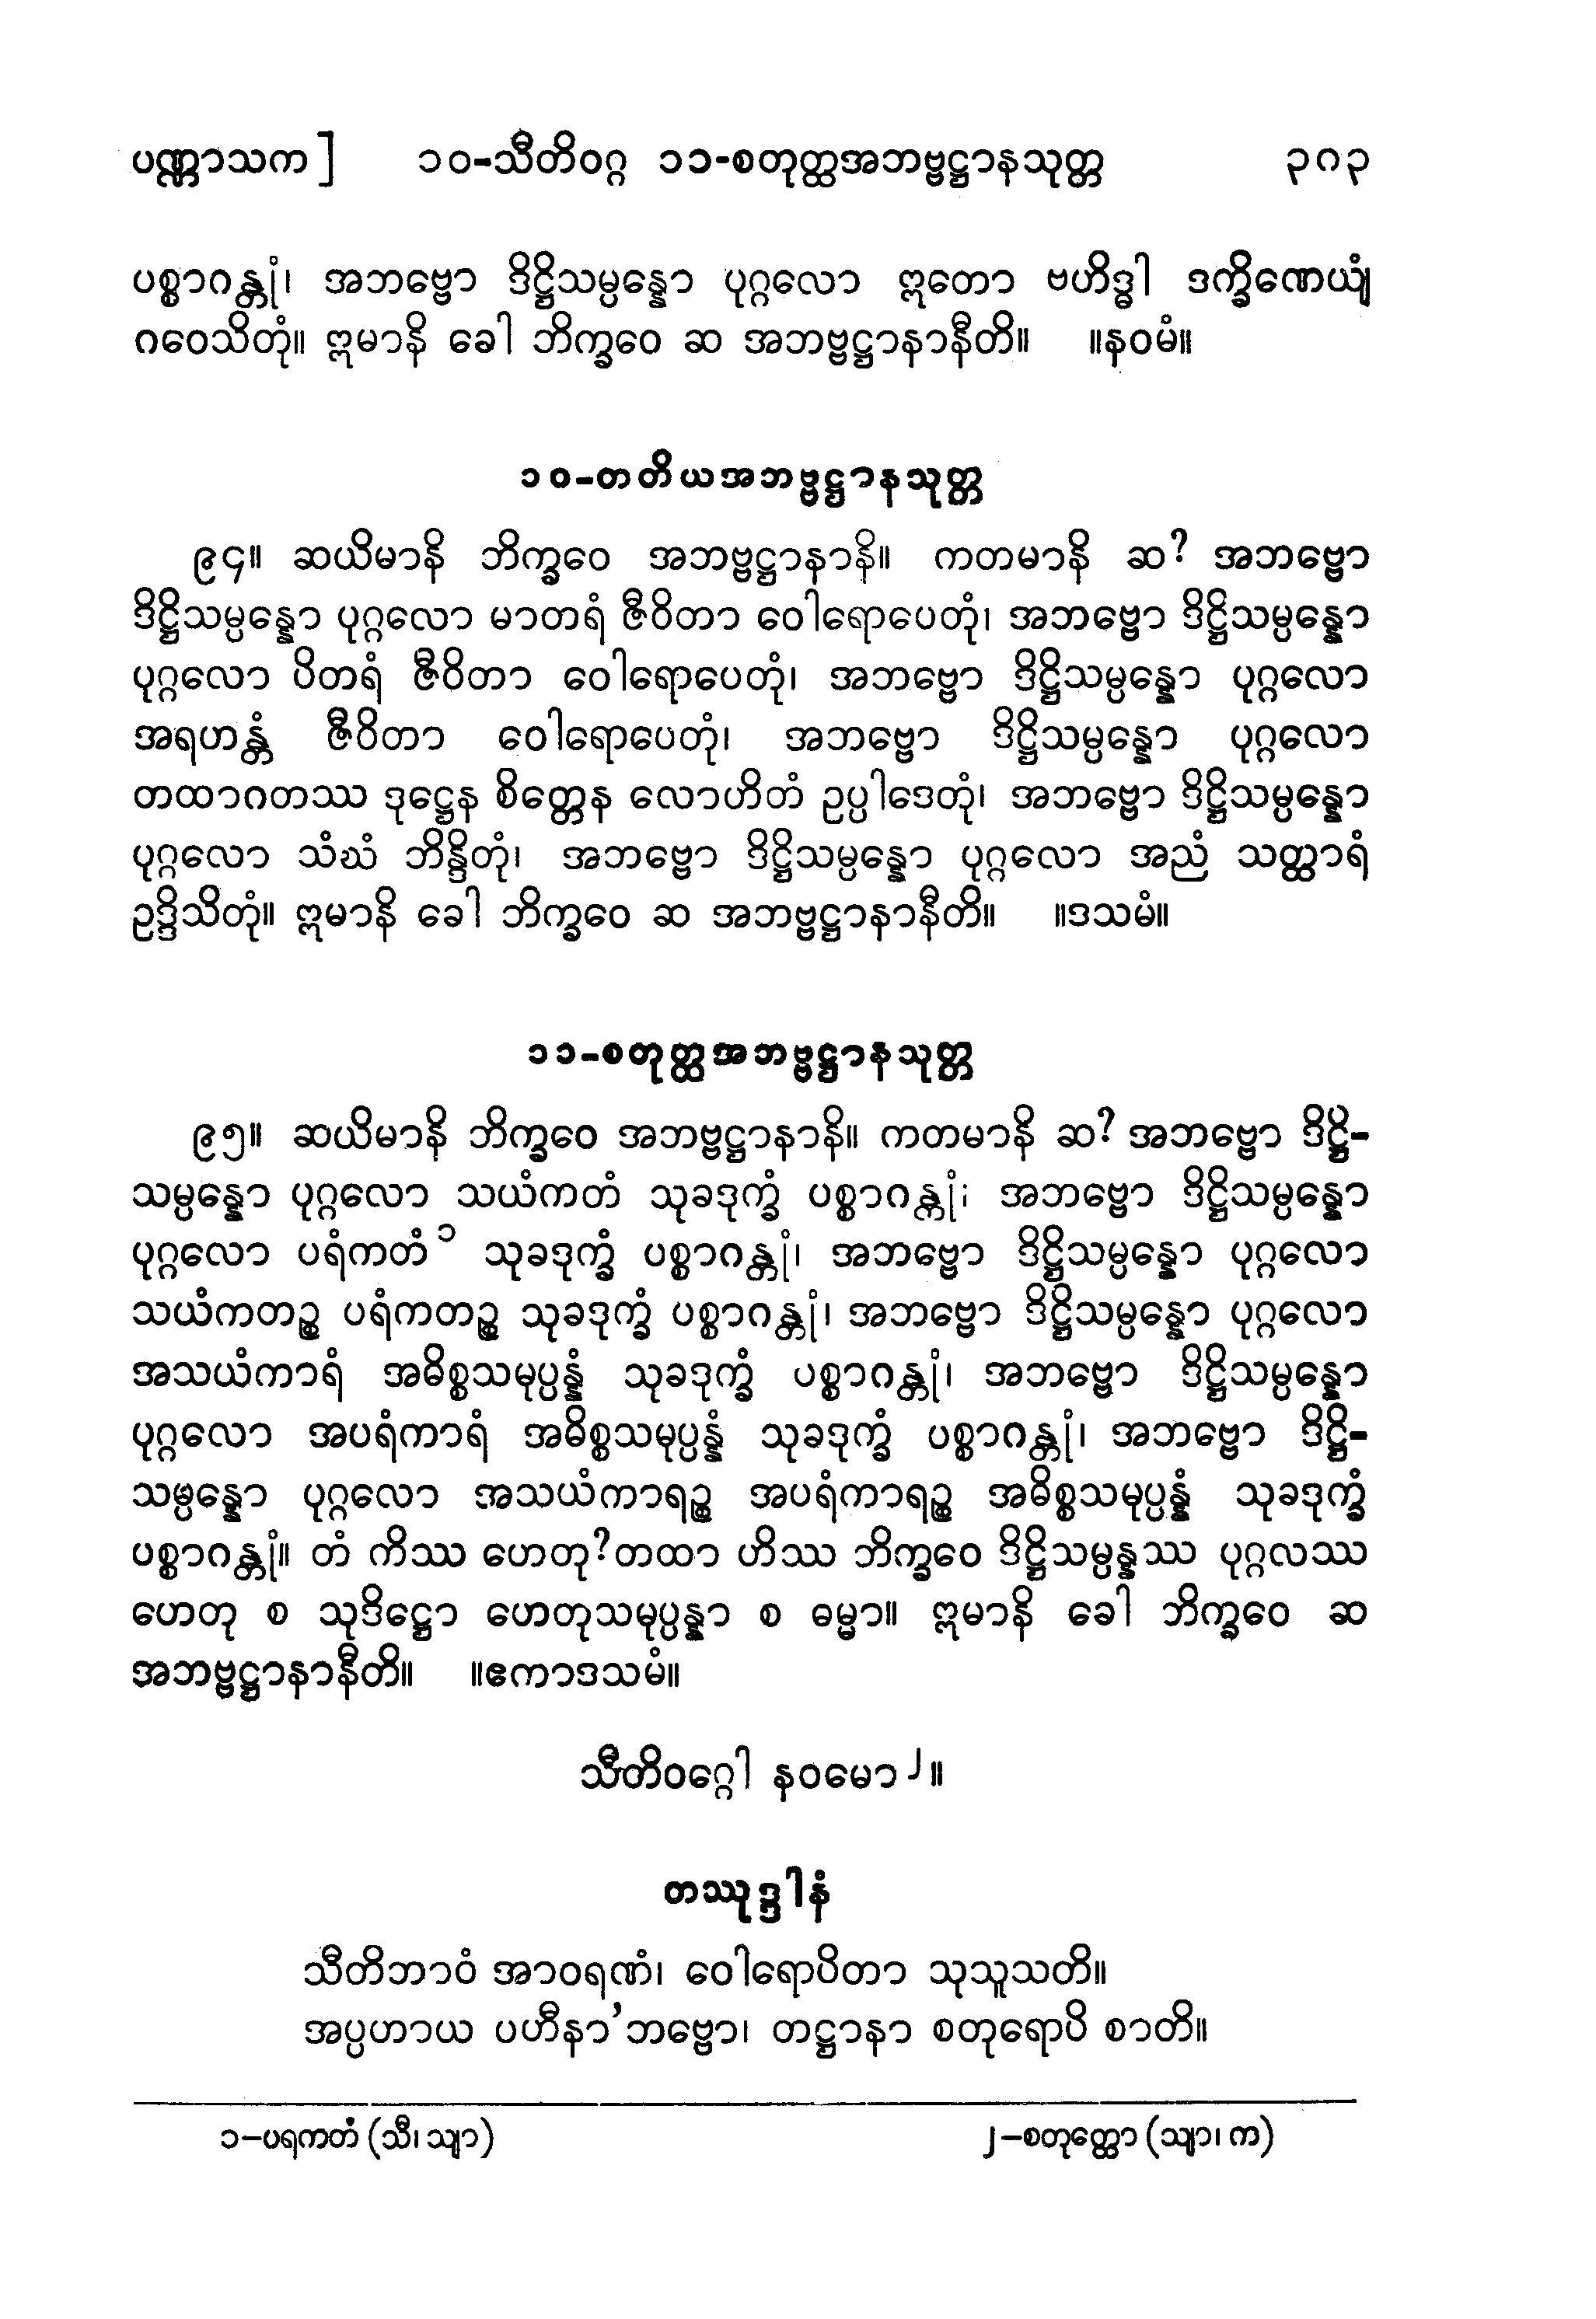 ပဏ္ဏာသက] ၁၀-သီတိဝဂ္ဂ ၁၁-စတုတ္ထအဘဗ္ဗဋ္ဌာနသုတ္တ ၃၈၃
ပစ္စာဂန္တုံ၊ အဘဗ္ဗော ဒိဋ္ဌိသမ္ပန္နော ပုဂ္ဂလော ဣတော ဗဟိဒ္ဓါ ဒက္ခိဏေယျံ
ဂဝေသိတုံ။ ဣမာနိ ခေါ ဘိက္ခဝေ ဆ အဘဗ္ဗဋ္ဌာနာနီတိ။ ။နဝမံ။
၁၀-တတိယအဘဗ္ဗဋ္ဌာနသုတ္တ
၉၄။ ဆယိမာနိ ဘိက္ခဝေ အဘဗ္ဗဋ္ဌာနာနိ။ ကတမာနိ ဆ? အဘဗ္ဗော
ဒိဋ္ဌိသမ္ပန္နော ပုဂ္ဂလော မာတရံ ဇီဝိတာ ဝေါရောပေတုံ၊ အဘဗ္ဗော ဒိဋ္ဌိသမ္ပန္နော
ပုဂ္ဂလော ပိတရံ ဇီဝိတာ ဝေါရောပေတုံ၊ အဘဗ္ဗော ဒိဋ္ဌိသမ္ပန္နော ပုဂ္ဂလော
အရဟန္တံ ဇီဝိတာ ဝေါရောပေတုံ၊ အဘဗ္ဗော ဒိဋ္ဌိသမ္ပန္နော ပုဂ္ဂလော
တထာဂတဿ ဒုဋ္ဌေန စိတ္တေန လောဟိတံ ဥပ္ပါဒေတုံ၊ အဘဗ္ဗော ဒိဋ္ဌိသမ္ပန္နော
ပုဂ္ဂလော သံဃံ ဘိန္ဒိတုံ၊ အဘဗ္ဗော ဒိဋ္ဌိသမ္ပန္နော ပုဂ္ဂလော အညံ သတ္ထာရံ
ဥဒ္ဒိသိတုံ။ ဣမာနိ ခေါ ဘိက္ခဝေ ဆ အဘဗ္ဗဋ္ဌာနာနီတိ။ ။ဒသမံ။
၁၁-စတုတ္ထအဘဗ္ဗဋ္ဌာနသုတ္တ
၉၅။ ဆယိမာနိ ဘိက္ခဝေ အဘဗ္ဗဋ္ဌာနာနိ။ ကတမာနိ ဆ? အဘဗ္ဗော ဒိဋ္ဌိ-
သမ္ပန္နော ပုဂ္ဂလော သယံကတံ သုခဒုက္ခံ ပစ္စာဂန္တုံ၊ အဘဗ္ဗော ဒိဋ္ဌိသမ္ပန္နော
ပုဂ္ဂလော ပရံကတံ ၁ သုခဒုက္ခံ ပစ္စာဂန္တုံ၊ အဘဗ္ဗော ဒိဋ္ဌိသမ္ပန္နော ပုဂ္ဂလော
သယံကတဉ္စ ပရံကတဉ္စ သုခဒုက္ခံ ပစ္စာဂန္တုံ၊ အဘဗ္ဗော ဒိဋ္ဌိသမ္ပန္နော ပုဂ္ဂလော
အသယံကာရံ အဓိစ္စသမုပ္ပန္နံ သုခဒုက္ခံ ပစ္စာဂန္တုံ၊ အဘဗ္ဗော ဒိဋ္ဌိသမ္ပန္နော
ပုဂ္ဂလော အပရံကာရံ အဓိစ္စသမုပ္ပန္နံ သုခဒုက္ခံ ပစ္စာဂန္တုံ၊ အဘဗ္ဗော ဒိဋ္ဌိ-
သမ္ပန္နော ပုဂ္ဂလော အသယံကာရဉ္စ အပရံကာရဉ္စ အဓိစ္စသမုပ္ပန္နံ သုခဒုက္ခံ
ပစ္စာဂန္တုံ။ တံ ကိဿ ဟေတု? တထာ ဟိဿ ဘိက္ခဝေ ဒိဋ္ဌိသမ္ပန္နဿ ပုဂ္ဂလဿ
ဟေတု စ သုဒိဋ္ဌော ဟေတုသမုပ္ပန္နာ စ ဓမ္မာ။ ဣမာနိ ခေါ ဘိက္ခဝေ ဆ
အဘဗ္ဗဋ္ဌာနာနီတိ။ ။ဧကာဒသမံ။
သီတိဝဂ္ဂေါ နဝမော ၂။
တဿုဒ္ဒါနံ
သီတိဘာဝံ အာဝရဏံ၊ ဝေါရောပိတာ သုသူသတိ။
အပ္ပဟာယ ပဟီနာ’ဘဗ္ဗော၊ တဋ္ဌာနာ စတုရောပိ စာတိ။
၁-ပရကတံ (သီ၊ သျာ) ၂-စတုတ္ထော (သျာ၊ က)